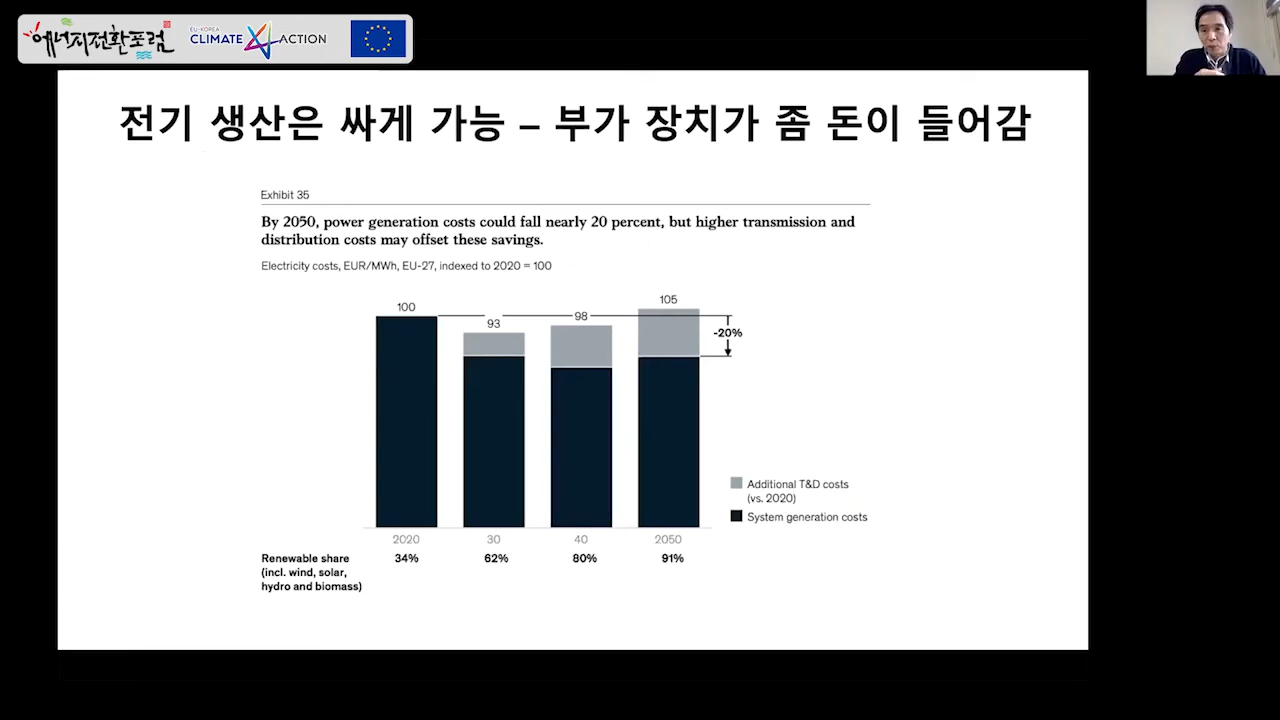 에너지전환포럼
EU-KOREA
CLIMATE ACTION
전기 생산은 싸게 가능 – 부가 장치가 좀 돈이 들어감
Exhibit 35
By 2050, power generation costs could fall nearly 20 percent, but higher transmission and
distribution costs may offset these savings.
Electricity costs, EUR/MWh, EU-27, indexed to 2020 = 100
100
93
98
105
-20%
Additional T&D costs
(vs. 2020)
System generation costs
2020
30
40
2050
Renewable share
(incl. wind, solar,
hydro and biomass)
34%
62%
80%
91%